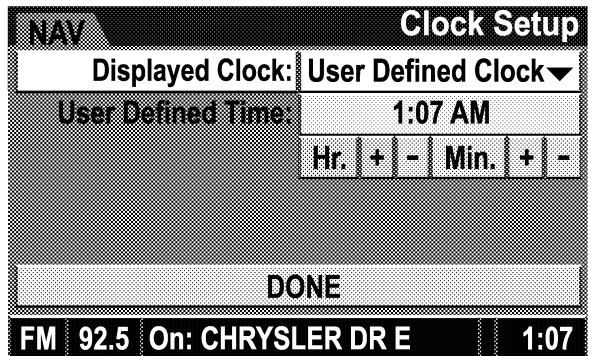 NAV Clock Setup
Displayed Clock: User Defined Clock
User Defined Time: 1:07 AM
Hr. + - Min. + -
DONE
FM 92.5 On: CHRYSLER DR E 1:07